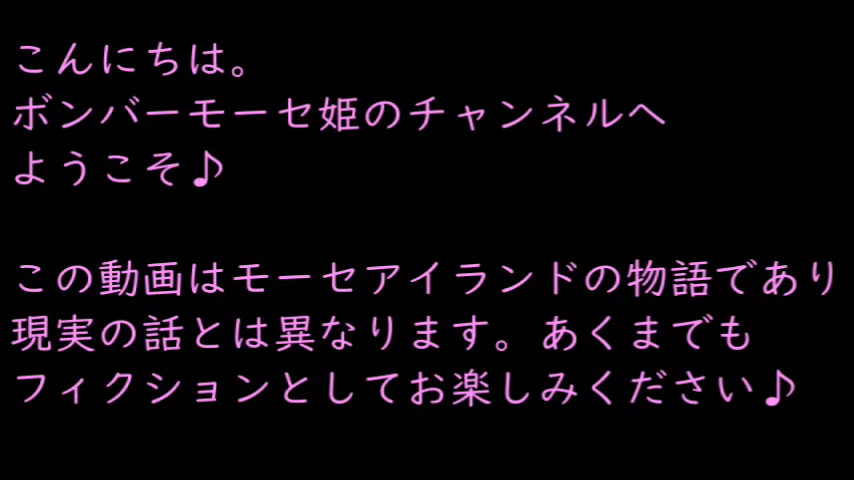 こんにちは。
ボンバーモーセ姫のチャンネルへ
ようこそ♪
この動画はモーセアイランドの物語であり
現実の話とは異なります。あくまでも
フィクションとしてお楽しみください♪